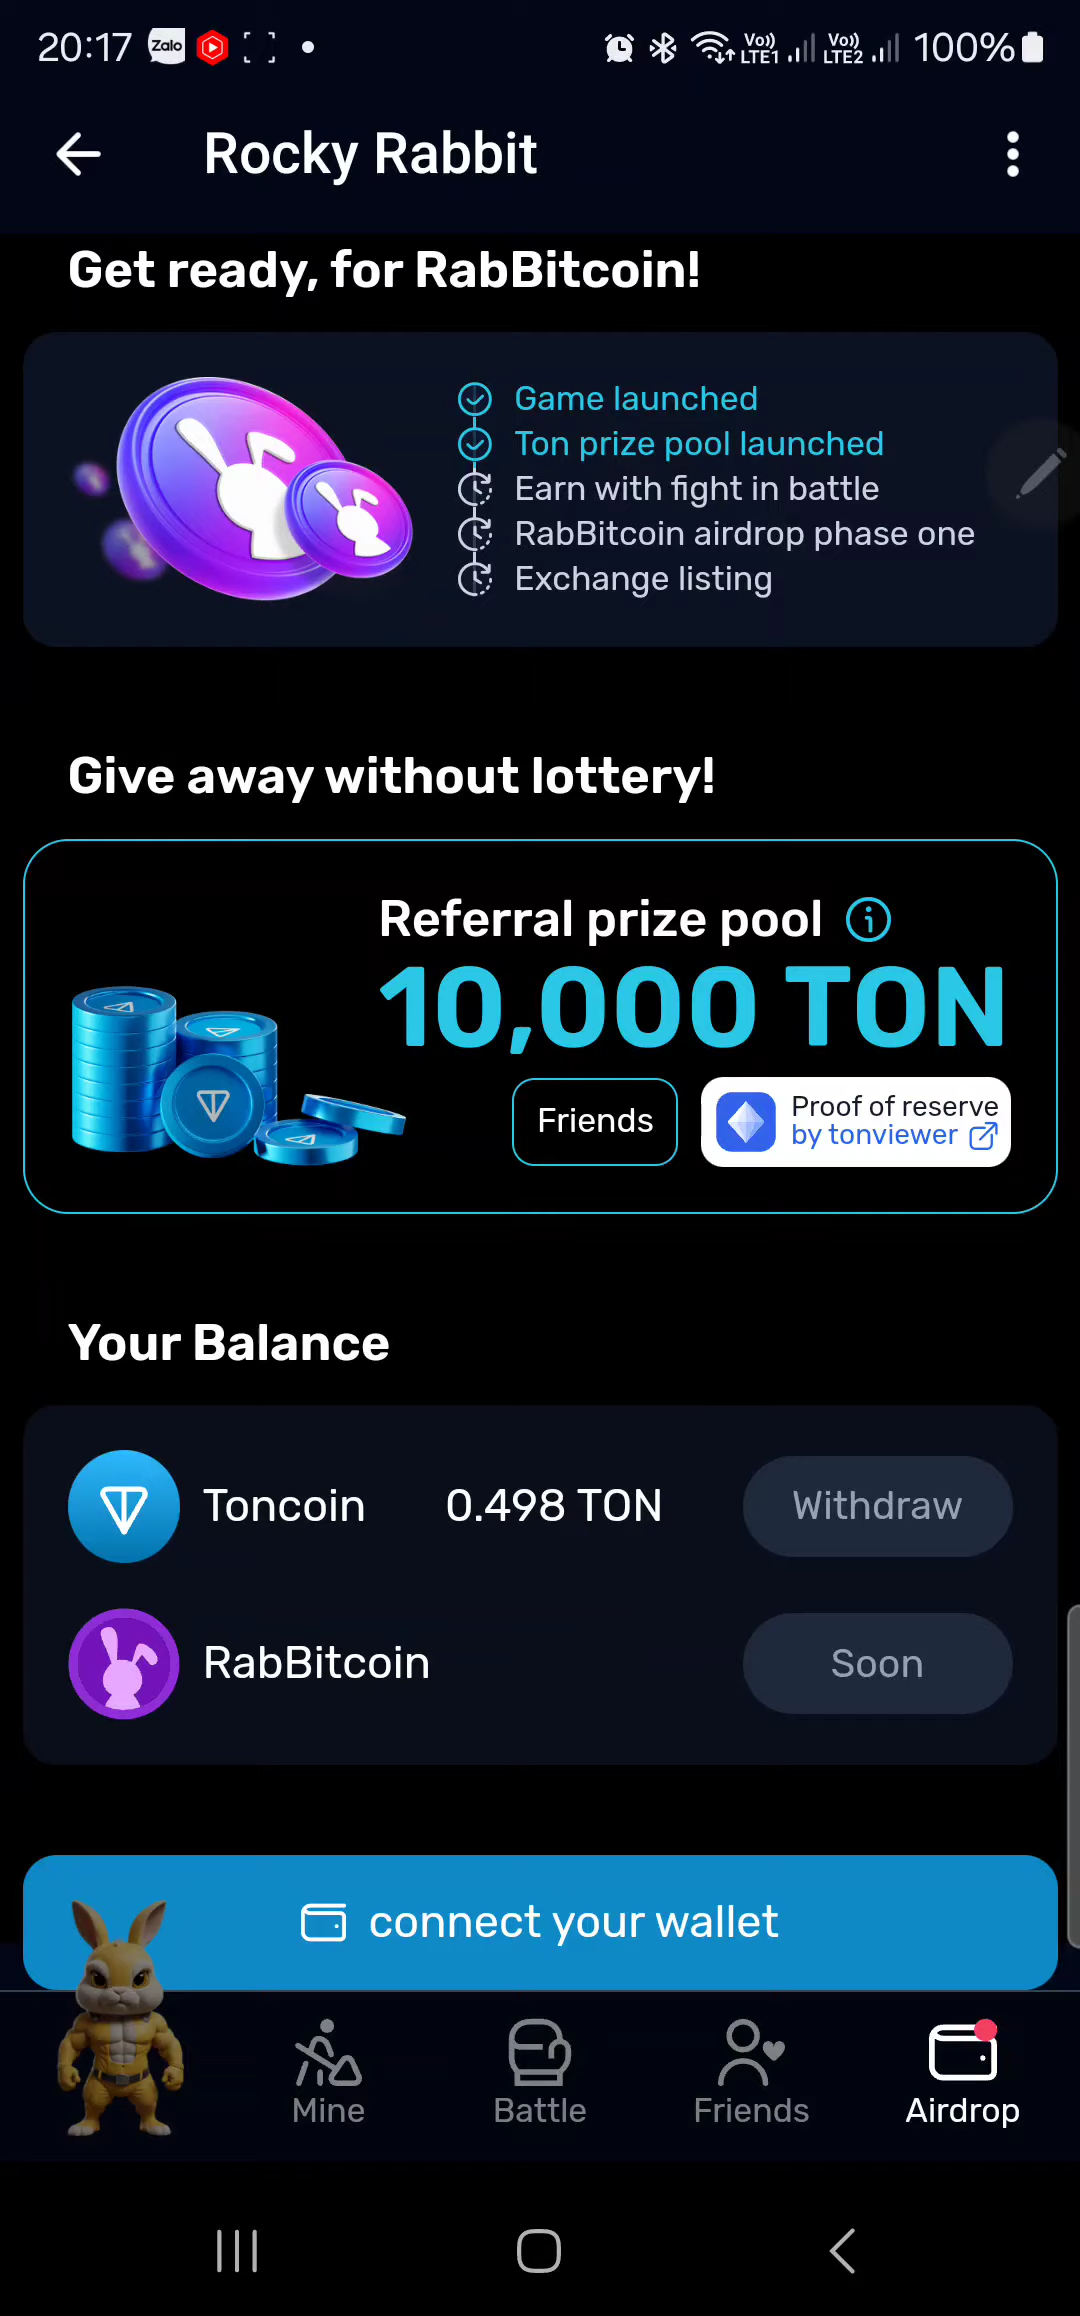 20:17 Zalo Vo)) LTE1 Vo)) LTE2 100%
Rocky Rabbit
Get ready, for RabBitcoin!
Game launched
Ton prize pool launched
Earn with fight in battle
RabBitcoin airdrop phase one
Exchange listing
Give away without lottery!
Referral prize pool
10,000 TON
Friends
Proof of reserve
by tonviewer
Your Balance
Toncoin 0.498 TON Withdraw
RabBitcoin Soon
connect your wallet
Mine Battle Friends Airdrop